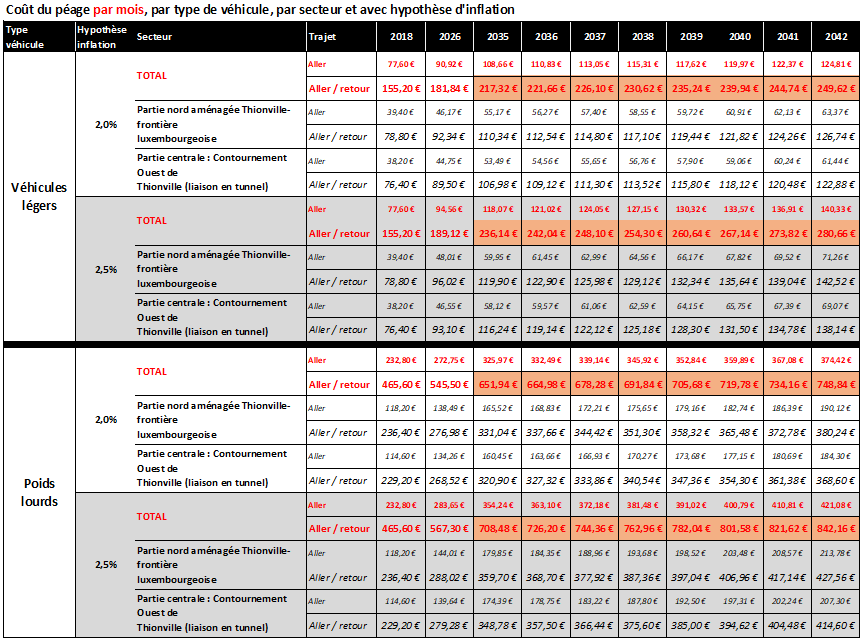 Coût du péage par mois, par type de véhicule, par secteur et avec hypothèse d'inflation
Type véhicule Hypothèse inflation Secteur Trajet 2018 2026 2035 2036 2037 2038 2039 2040 2041 2042
Véhicules légers
2,0%
TOTAL
Aller 77,60 € 90,92 € 108,66 € 110,83 € 113,05 € 115,31 € 117,62 € 119,97 € 122,37 € 124,81 €
Aller / retour 155,20 € 181,84 € 217,32 € 221,66 € 226,10 € 230,62 € 235,24 € 239,94 € 244,74 € 249,62 €
Partie nord aménagée Thionville-
frontière
luxembourgeoise
Aller 39,40 € 46,17 € 55,17 € 56,27 € 57,40 € 58,55 € 59,72 € 60,91 € 62,13 € 63,37 €
Aller / retour 78,80 € 92,34 € 110,34 € 112,54 € 114,80 € 117,10 € 119,44 € 121,82 € 124,26 € 126,74 €
Partie centrale : Contournement
Ouest de
Thionville (liaison en tunnel)
Aller 38,20 € 44,75 € 53,49 € 54,56 € 55,65 € 56,76 € 57,90 € 59,06 € 60,24 € 61,44 €
Aller / retour 76,40 € 89,50 € 106,98 € 109,12 € 111,30 € 113,52 € 115,80 € 118,12 € 120,48 € 122,88 €
2,5%
TOTAL
Aller 77,60 € 94,56 € 118,07 € 121,02 € 124,05 € 127,15 € 130,32 € 133,57 € 136,91 € 140,33 €
Aller / retour 155,20 € 189,12 € 236,14 € 242,04 € 248,10 € 254,30 € 260,64 € 267,14 € 273,82 € 280,66 €
Partie nord aménagée Thionville-
frontière
luxembourgeoise
Aller 39,40 € 48,01 € 59,95 € 61,45 € 62,99 € 64,56 € 66,17 € 67,82 € 69,52 € 71,26 €
Aller / retour 78,80 € 96,02 € 119,90 € 122,90 € 125,98 € 129,12 € 132,34 € 135,64 € 139,04 € 142,52 €
Partie centrale : Contournement
Ouest de
Thionville (liaison en tunnel)
Aller 38,20 € 46,55 € 58,12 € 59,57 € 61,06 € 62,59 € 64,15 € 65,75 € 67,39 € 69,07 €
Aller / retour 76,40 € 93,10 € 116,24 € 119,14 € 122,12 € 125,18 € 128,30 € 131,50 € 134,78 € 138,14 €
Poids lourds
2,0%
TOTAL
Aller 232,80 € 272,75 € 325,97 € 332,49 € 339,14 € 345,92 € 352,84 € 359,89 € 367,08 € 374,42 €
Aller / retour 465,60 € 545,50 € 651,94 € 664,98 € 678,28 € 691,84 € 705,68 € 719,78 € 734,16 € 748,84 €
Partie nord aménagée Thionville-
frontière
luxembourgeoise
Aller 118,20 € 138,49 € 165,52 € 168,83 € 172,21 € 175,65 € 179,16 € 182,74 € 186,39 € 190,12 €
Aller / retour 236,40 € 276,98 € 331,04 € 337,66 € 344,42 € 351,30 € 358,32 € 365,48 € 372,78 € 380,24 €
Partie centrale : Contournement
Ouest de
Thionville (liaison en tunnel)
Aller 114,60 € 134,26 € 160,45 € 163,66 € 166,93 € 170,27 € 173,68 € 177,15 € 180,69 € 184,30 €
Aller / retour 229,20 € 268,52 € 320,90 € 327,32 € 333,86 € 340,54 € 347,36 € 354,30 € 361,38 € 368,60 €
2,5%
TOTAL
Aller 232,80 € 283,65 € 354,24 € 363,10 € 372,18 € 381,48 € 391,02 € 400,79 € 410,81 € 421,08 €
Aller / retour 465,60 € 567,30 € 708,48 € 726,20 € 744,36 € 762,96 € 782,04 € 801,58 € 821,62 € 842,16 €
Partie nord aménagée Thionville-
frontière
luxembourgeoise
Aller 118,20 € 144,01 € 179,85 € 184,35 € 188,96 € 193,68 € 198,52 € 203,48 € 208,57 € 213,78 €
Aller / retour 236,40 € 288,02 € 359,70 € 368,70 € 377,92 € 387,36 € 397,04 € 406,96 € 417,14 € 427,56 €
Partie centrale : Contournement
Ouest de
Thionville (liaison en tunnel)
Aller 114,60 € 139,64 € 174,39 € 178,75 € 183,22 € 187,80 € 192,50 € 197,31 € 202,24 € 207,30 €
Aller / retour 229,20 € 279,28 € 348,78 € 357,50 € 366,44 € 375,60 € 385,00 € 394,62 € 404,48 € 414,60 €